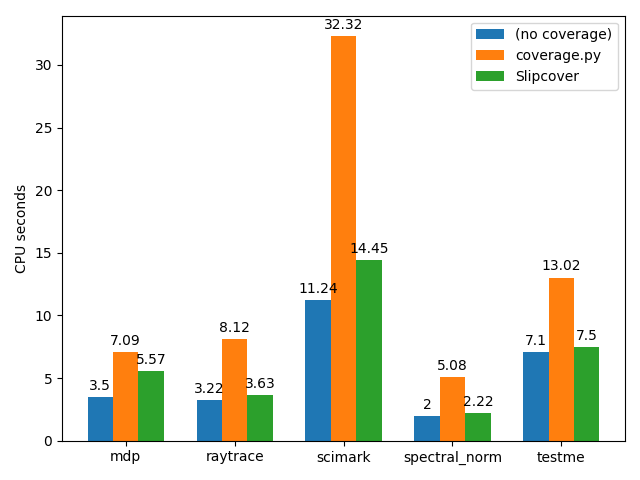 32.32
(no coverage)
coverage.py
Slipcover
30
25
20
15
10
5
0
CPU seconds
14.45
11.24
13.02
8.12
7.09
7.1
7.5
5.57
5.08
3.5
3.22
3.63
2
2.22
mdp
raytrace
scimark
spectral_norm
testme